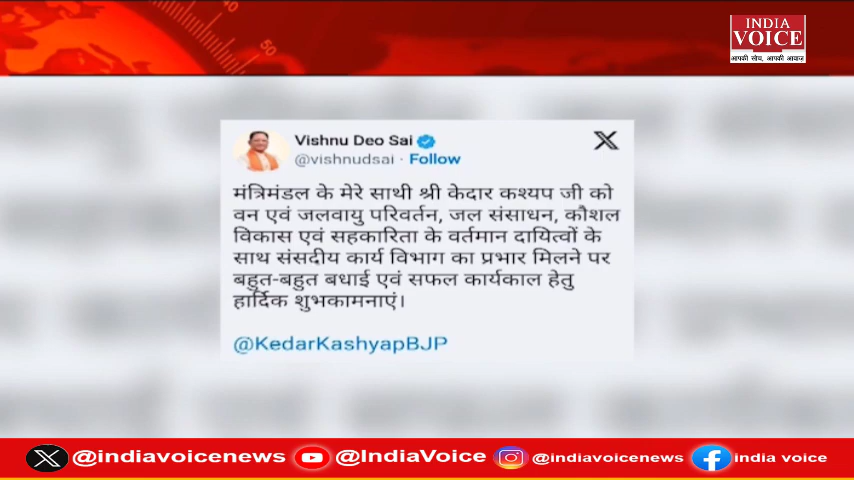 40
50
INDIA
VOICE
आपकी सोच, आपकी आवाज़
Vishnu Deo Sai
@vishnudsai · Follow
X
मंत्रिमंडल के मेरे साथी श्री केदार कश्यप जी को
वन एवं जलवायु परिवर्तन, जल संसाधन, कौशल
विकास एवं सहकारिता के वर्तमान दायित्वों के
साथ संसदीय कार्य विभाग का प्रभार मिलने पर
बहुत-बहुत बधाई एवं सफल कार्यकाल हेतु
हार्दिक शुभकामनाएं।
@KedarKashyapBJP
X @indiavoicenews @IndiaVoice @indiavoicenews india voice